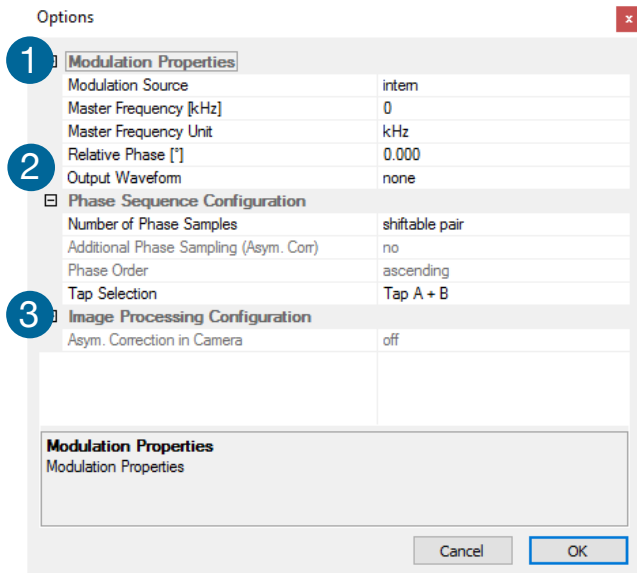 Options
x
1 Modulation Properties
Modulation Source intern
Master Frequency [kHz] 0
Master Frequency Unit kHz
Relative Phase [°] 0.000
2
Output Waveform none
Phase Sequence Configuration
Number of Phase Samples shiftable pair
Additional Phase Sampling (Asym. Corr) no
Phase Order ascending
Tap Selection Tap A + B
3 Image Processing Configuration
Asym. Correction in Camera off
Modulation Properties
Modulation Properties
Cancel OK